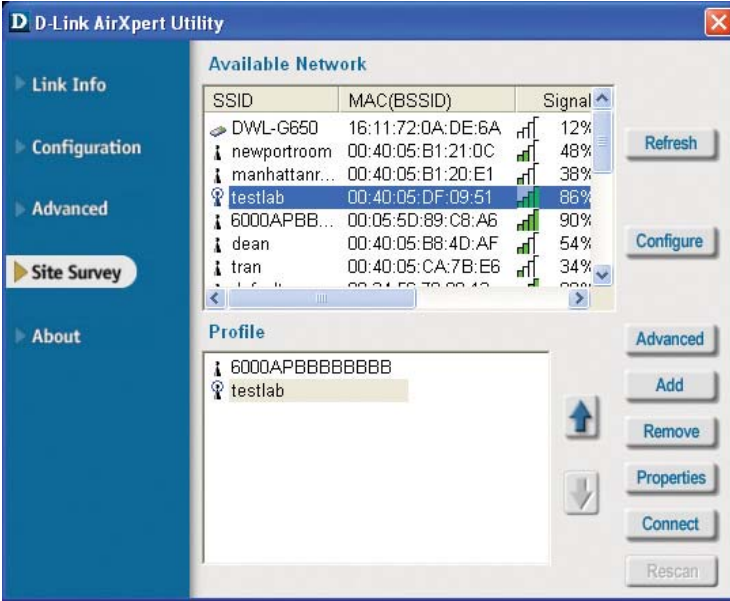 D D-Link AirXpert Utility
Link Info
Configuration
Advanced
Site Survey
About
Available Network
SSID MAC(BSSID) Signal
DWL-G650 16:11:72:0A:DE:6A 12%
newportroom 00:40:05:B1:21:0C 48%
manhattanr... 00:40:05:B1:20:E1 38%
testlab 00:40:05:DF:09:51 86%
6000APBB... 00:05:5D:89:C8:A6 90%
dean 00:40:05:B8:4D:AF 54%
tran 00:40:05:CA:7B:E6 34%
Refresh
Configure
Profile
6000APBBBBBBBB
testlab
Advanced
Add
Remove
Properties
Connect
Rescan